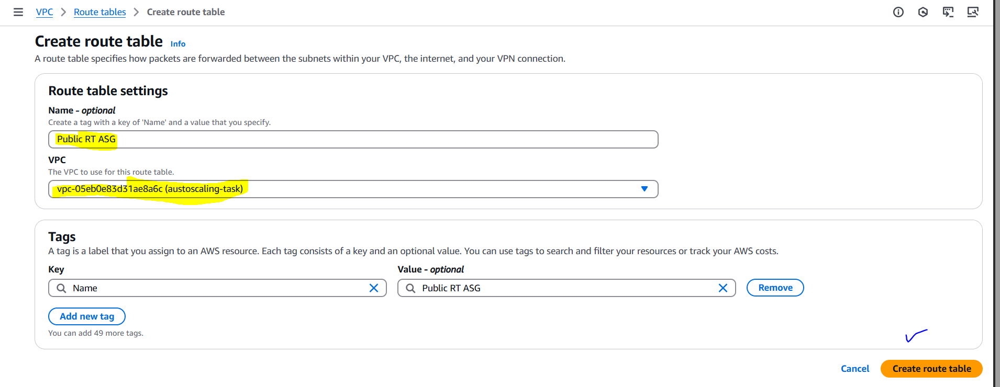 VPC > Route tables > Create route table
Create route table Info
A route table specifies how packets are forwarded between the subnets within your VPC, the internet, and your VPN connection.
Route table settings
Name - optional
Create a tag with a key of 'Name' and a value that you specify.
Public RT ASG
VPC
The VPC to use for this route table.
vpc-05eb0e83d31ae8a6c (austoscaling-task)
Tags
A tag is a label that you assign to an AWS resource. Each tag consists of a key and an optional value. You can use tags to search and filter your resources or track your AWS costs.
Key Value - optional
Name Public RT ASG Remove
Add new tag
You can add 49 more tags.
Cancel Create route table